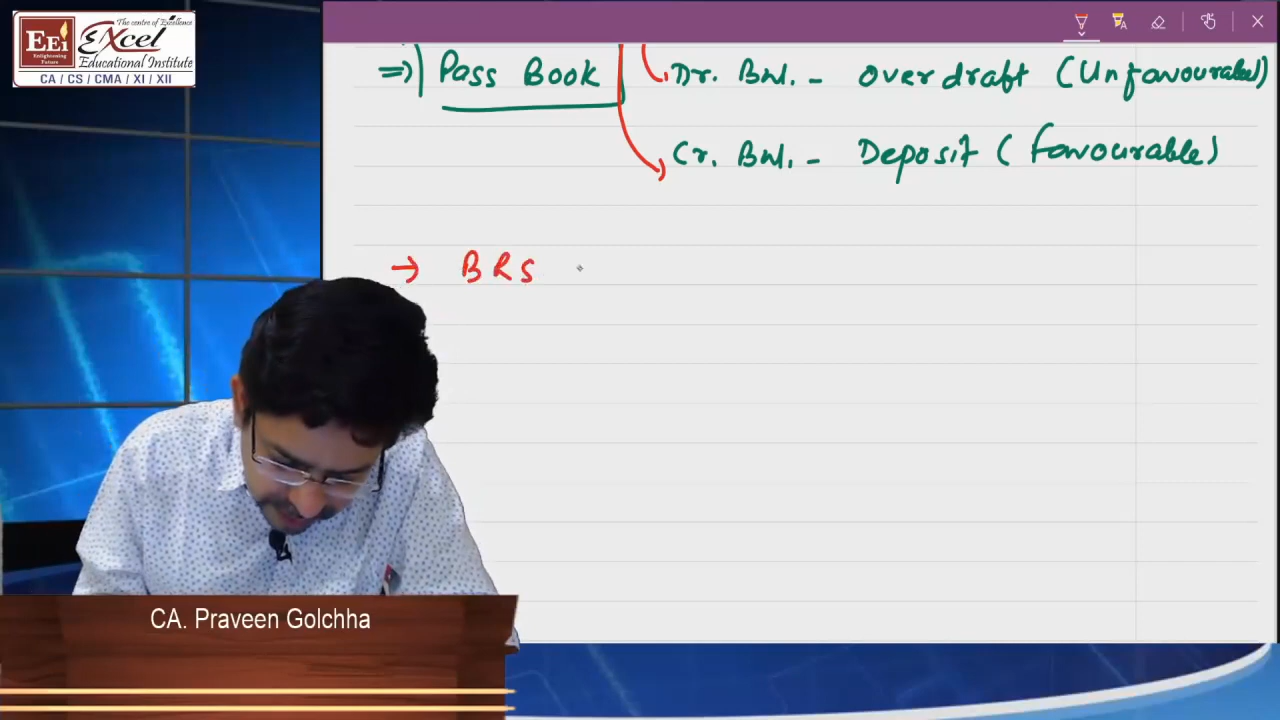 The centre of Excellence
EEi
Enlightening
Future
Excel
Educational Institute
CA / CS / CMA / XI / XII
=> Pass Book
Dr. Bal. - Overdraft (Unfavourable)
Cr. Bal. - Deposit (favourable)
→ BRS
CA. Praveen Golchha